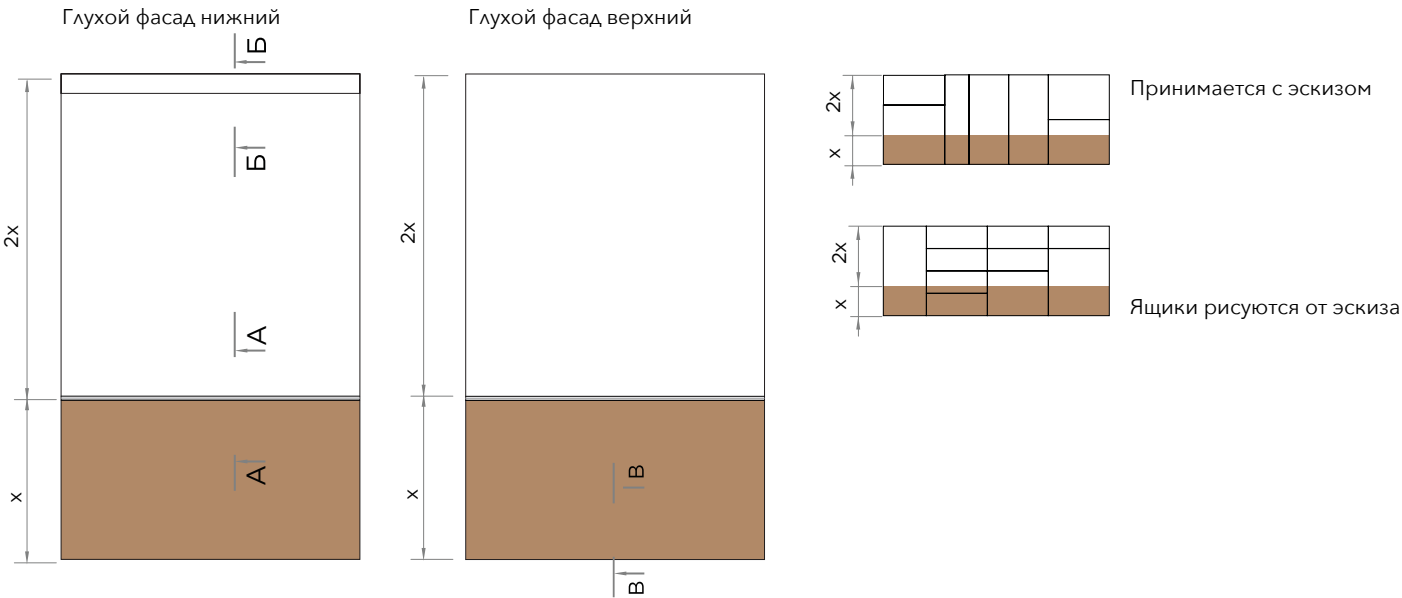 Глухой фасад нижний
Глухой фасад верхний
Б
Б
2x
А
А
x
2x
x
В
В
2x
x
Принимается с эскизом
2x
x
Ящики рисуются от эскиза